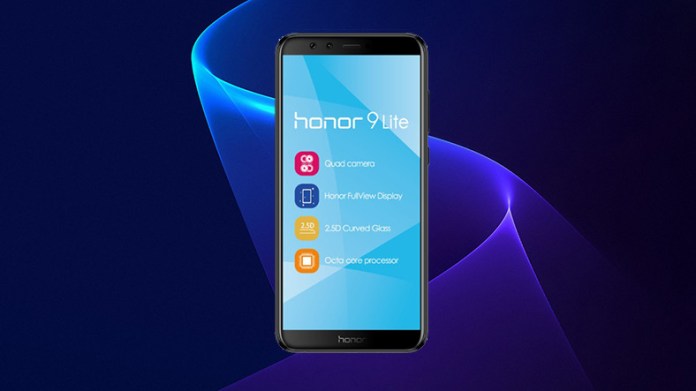 honor 9 Lite
Quad camera
Honor FullView Display
2.5D
2.5D Curved Glass
Octa core processor
honor